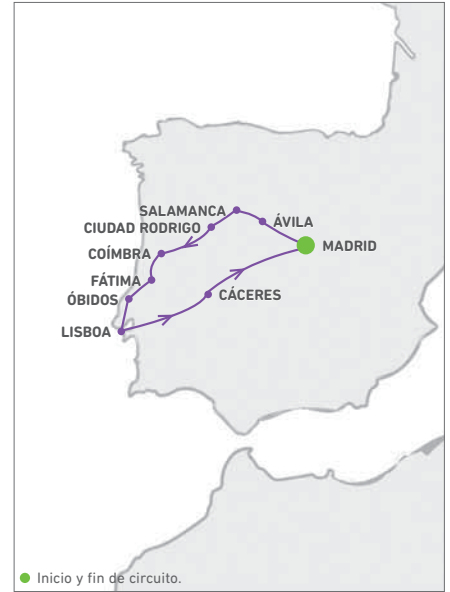 SALAMANCA
CIUDAD RODRIGO
ÁVILA
COÍMBRA
MADRID
FÁTIMA
ÓBIDOS
CÁCERES
LISBOA
Inicio y fin de circuito.